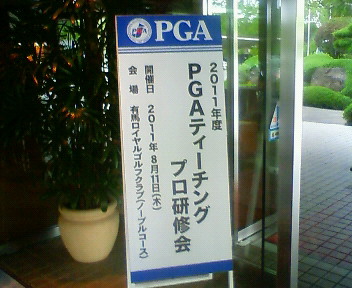 PGA
2011年度
PGAティーチング
プロ研修会
開催日 2011年8月11日(木)
会場 有馬ロイヤルゴルフクラブ(ノーブルコース)